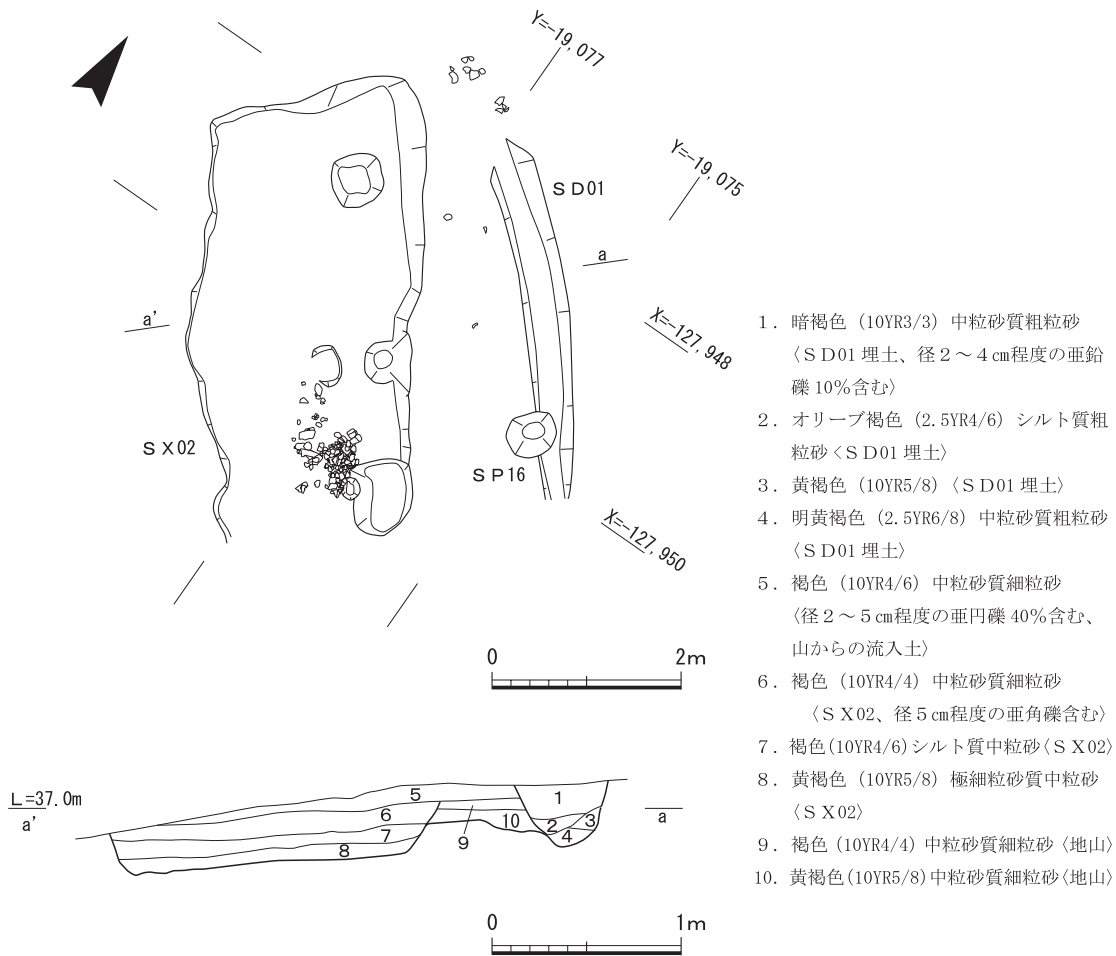 Y=-19,077
Y=-19,075
ＳＤ01
a
a'
X=-127,948
ＳＸ02
ＳＰ16
X=-127,950
0 2m
L=37.0m
a'
a
5
1
6
3
10
2
7
4
9
8
0 1m
１．暗褐色（10YR3/3）中粒砂質粗粒砂
〈ＳＤ01 埋土、径２～４㎝程度の亜鉛
礫 10％含む〉
２．オリーブ褐色（2.5YR4/6）シルト質粗
粒砂〈ＳＤ01 埋土〉
３．黄褐色（10YR5/8）〈ＳＤ01 埋土〉
４．明黄褐色（2.5YR6/8）中粒砂質粗粒砂
〈ＳＤ01 埋土〉
５．褐色（10YR4/6）中粒砂質細粒砂
〈径２～５㎝程度の亜円礫 40％含む、
山からの流入土〉
６．褐色（10YR4/4）中粒砂質細粒砂
〈ＳＸ02、径５㎝程度の亜角礫含む〉
７．褐色(10YR4/6)シルト質中粒砂〈ＳＸ02〉
８．黄褐色（10YR5/8）極細粒砂質中粒砂
〈ＳＸ02〉
９．褐色（10YR4/4）中粒砂質細粒砂〈地山〉
10．黄褐色(10YR5/8)中粒砂質細粒砂〈地山〉